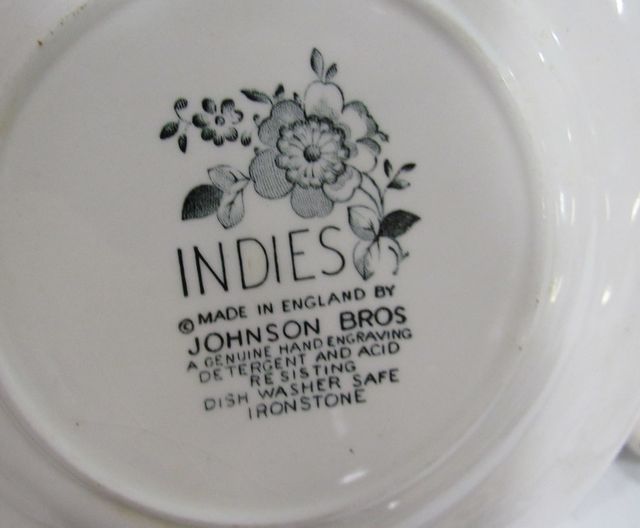 INDIES
© MADE IN ENGLAND BY
JOHNSON BROS
A GENUINE HAND ENGRAVING
DETERGENT AND ACID
RESISTING
DISH WASHER SAFE
IRONSTONE